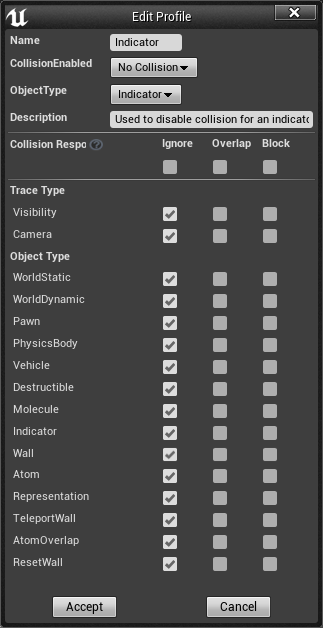 Edit Profile
Name Indicator
CollisionEnabled No Collision
ObjectType Indicator
Description Used to disable collision for an indicato
Collision Respo ? Ignore Overlap Block
Trace Type
Visibility
Camera
Object Type
WorldStatic
WorldDynamic
Pawn
PhysicsBody
Vehicle
Destructible
Molecule
Indicator
Wall
Atom
Representation
TeleportWall
AtomOverlap
ResetWall
Accept Cancel